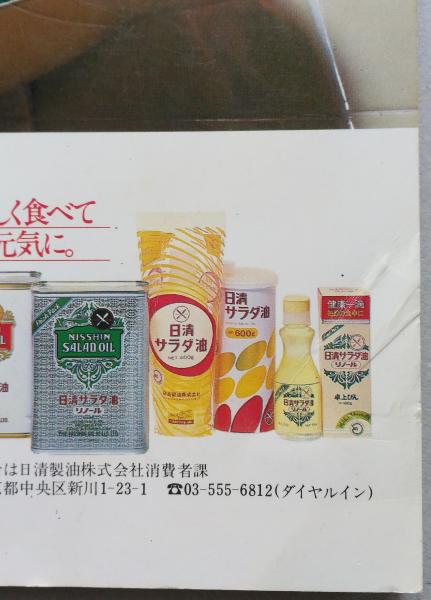 しく食べて
元気に。
NISSHIN
SALAD OIL
日清サラダ油
リノール
日清
サラダ油
NET 600g
日清
サラダ油
600g
日清サラダ油
リノール
健康一滴
日清サラダ油
リノール
卓上びん
は日清製油株式会社消費者課
京都中央区新川1-23-1 ☎03-555-6812(ダイヤルイン)